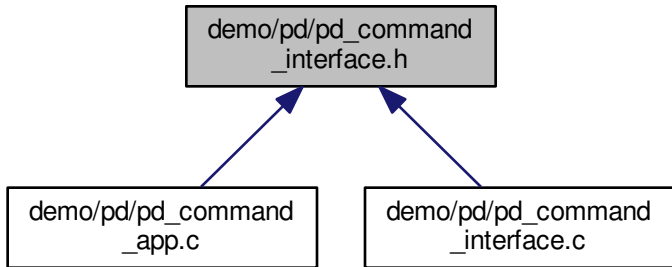 demo/pd/pd_command
_interface.h
demo/pd/pd_command
_app.c
demo/pd/pd_command
_interface.c